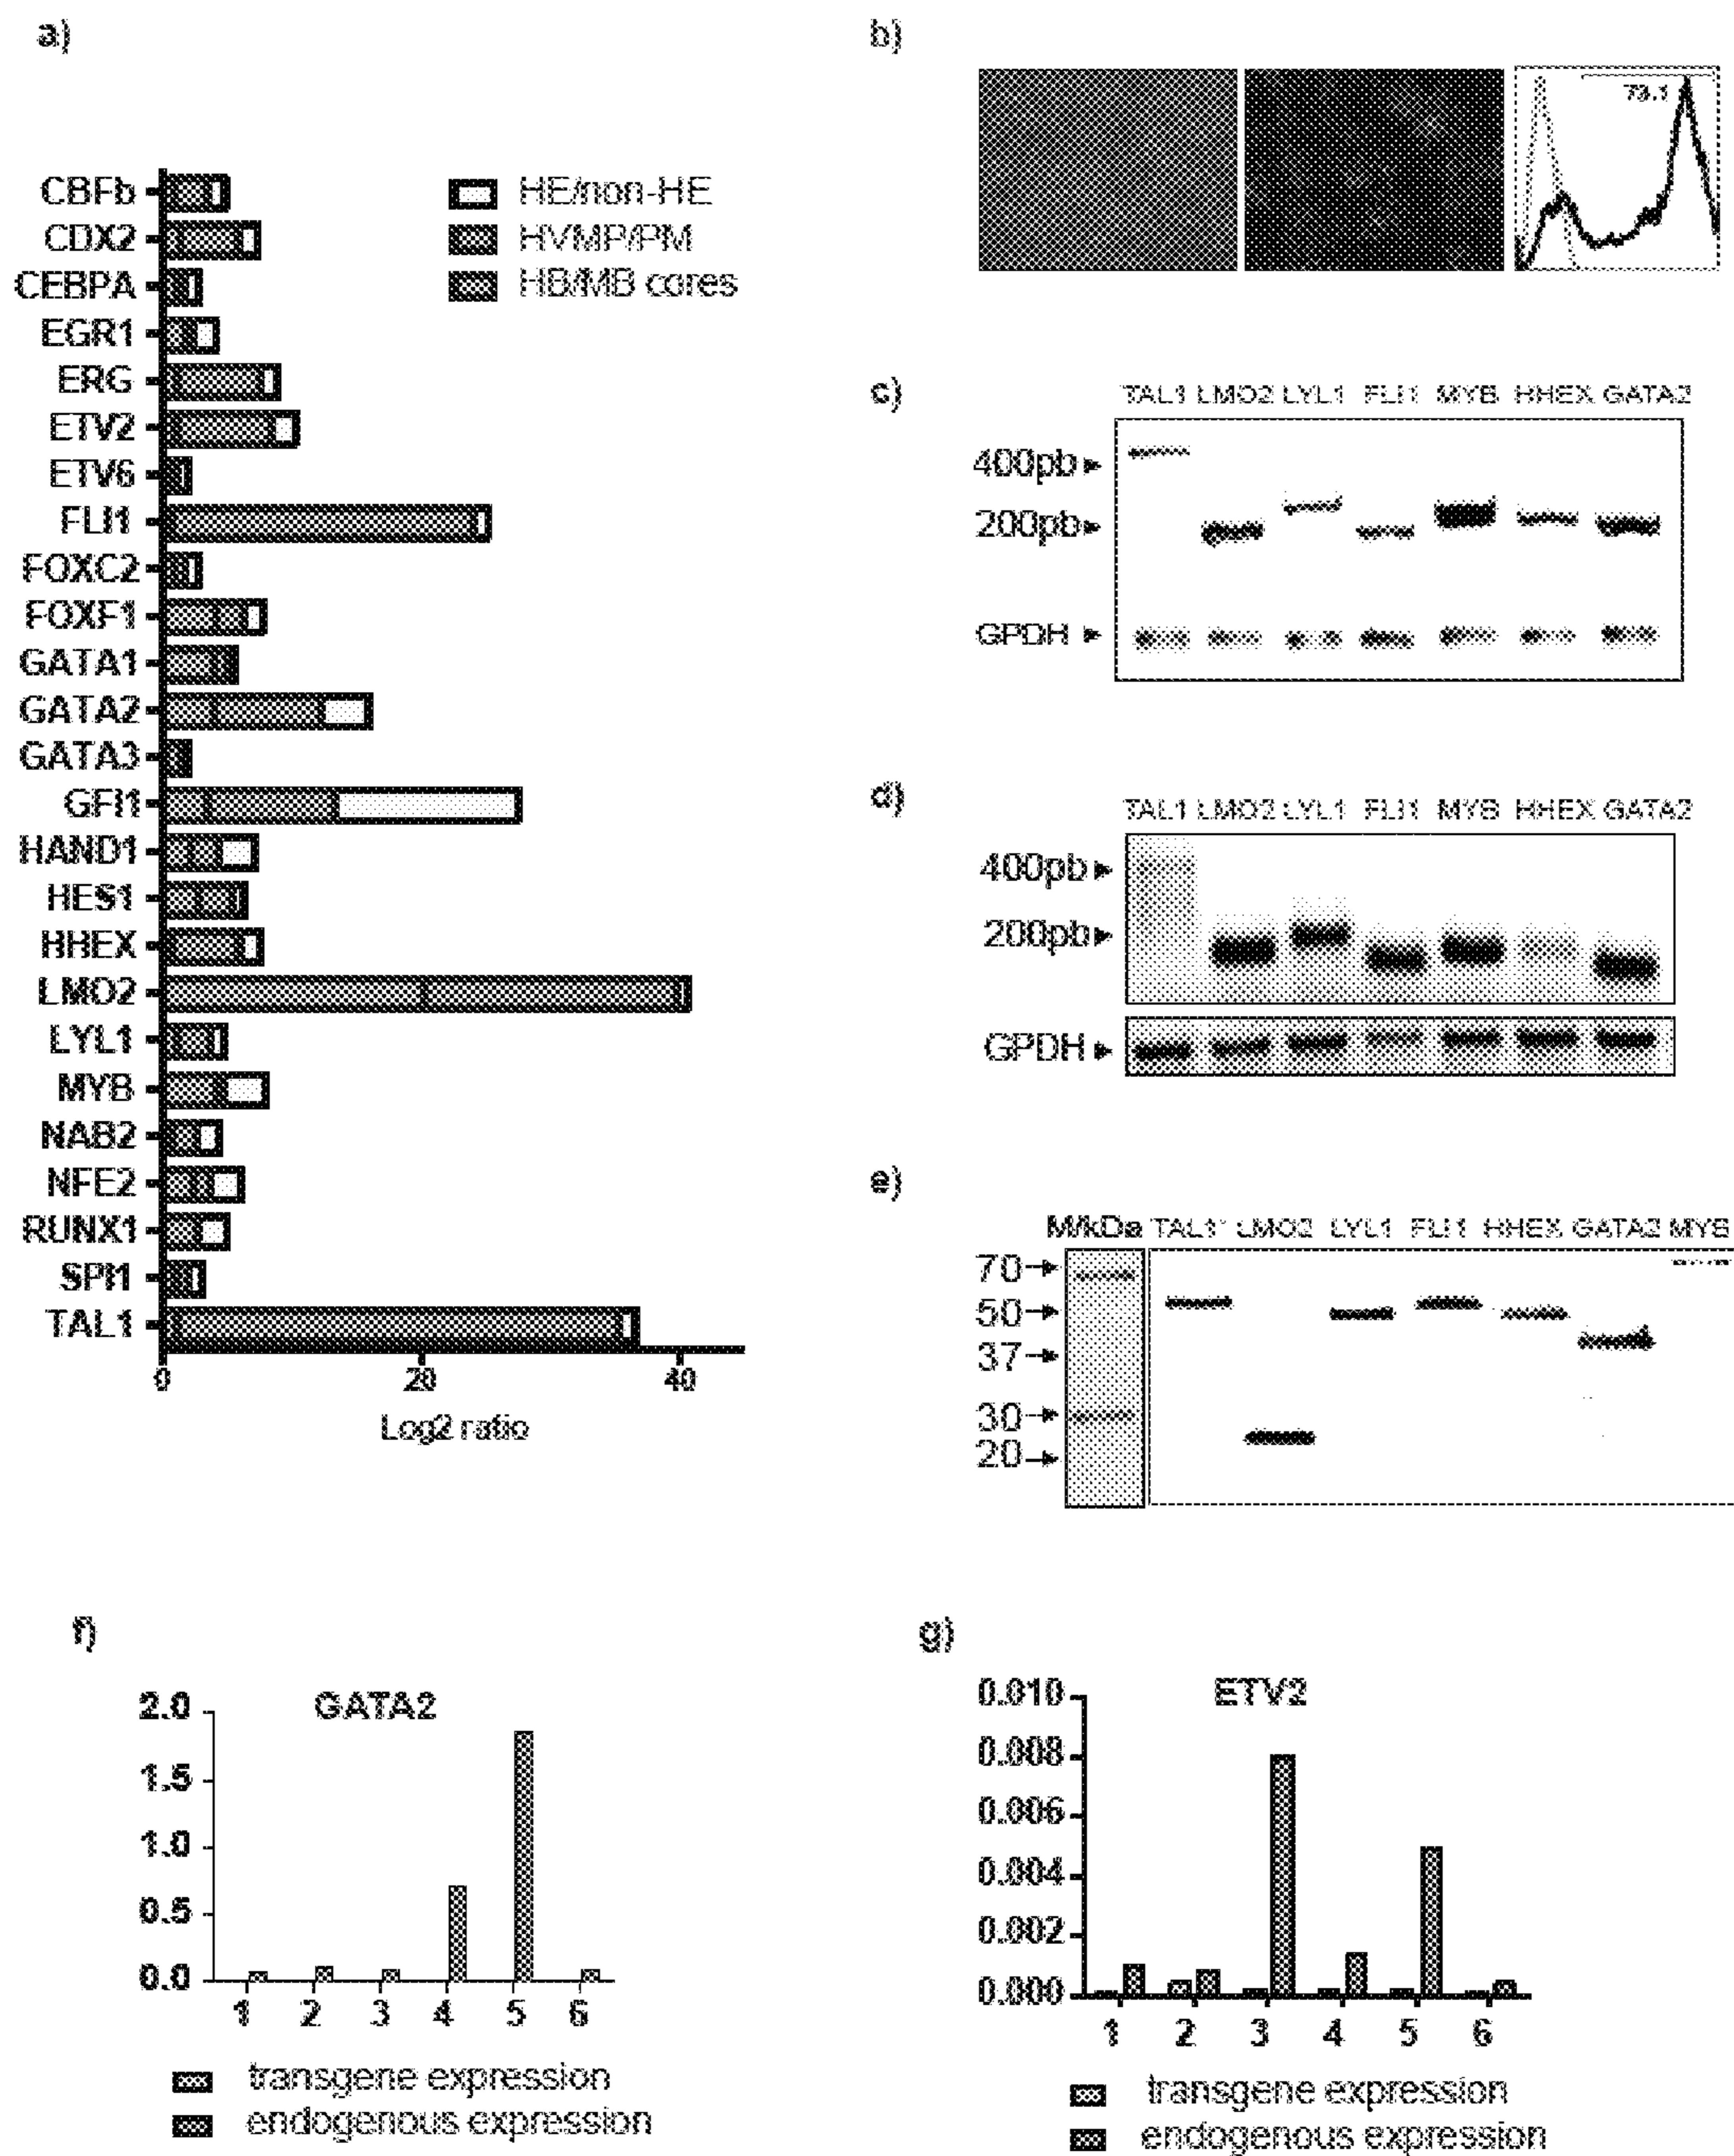 a)
CBFb
CDX2
CEBPA
EGR1
ERG
ETV2
ETV6
FLI1
FOXC2
FOXF1
GATA1
GATA2
GATA3
GFI1
HAND1
HES1
HHEX
LMO2
LYL1
MYB
NAB2
NFE2
RUNX1
SPI1
TAL1
0 20 40
Log2 ratio
HE/non-HE
HVMP/PM
HB/MB cores
b)
73.1
c)
TAL1 LMO2 LYL1 FLI1 MYB HHEX GATA2
400pb
200pb
GPDH
d)
TAL1 LMO2 LYL1 FLI1 MYB HHEX GATA2
400pb
200pb
GPDH
e)
M/kDa TAL1 LMO2 LYL1 FLI1 HHEX GATA2 MYB
70
50
37
30
20
f)
GATA2
2.0
1.5
1.0
0.5
0.0
1 2 3 4 5 6
transgene expression
endogenous expression
g)
ETV2
0.010
0.008
0.006
0.004
0.002
0.000
1 2 3 4 5 6
transgene expression
endogenous expression